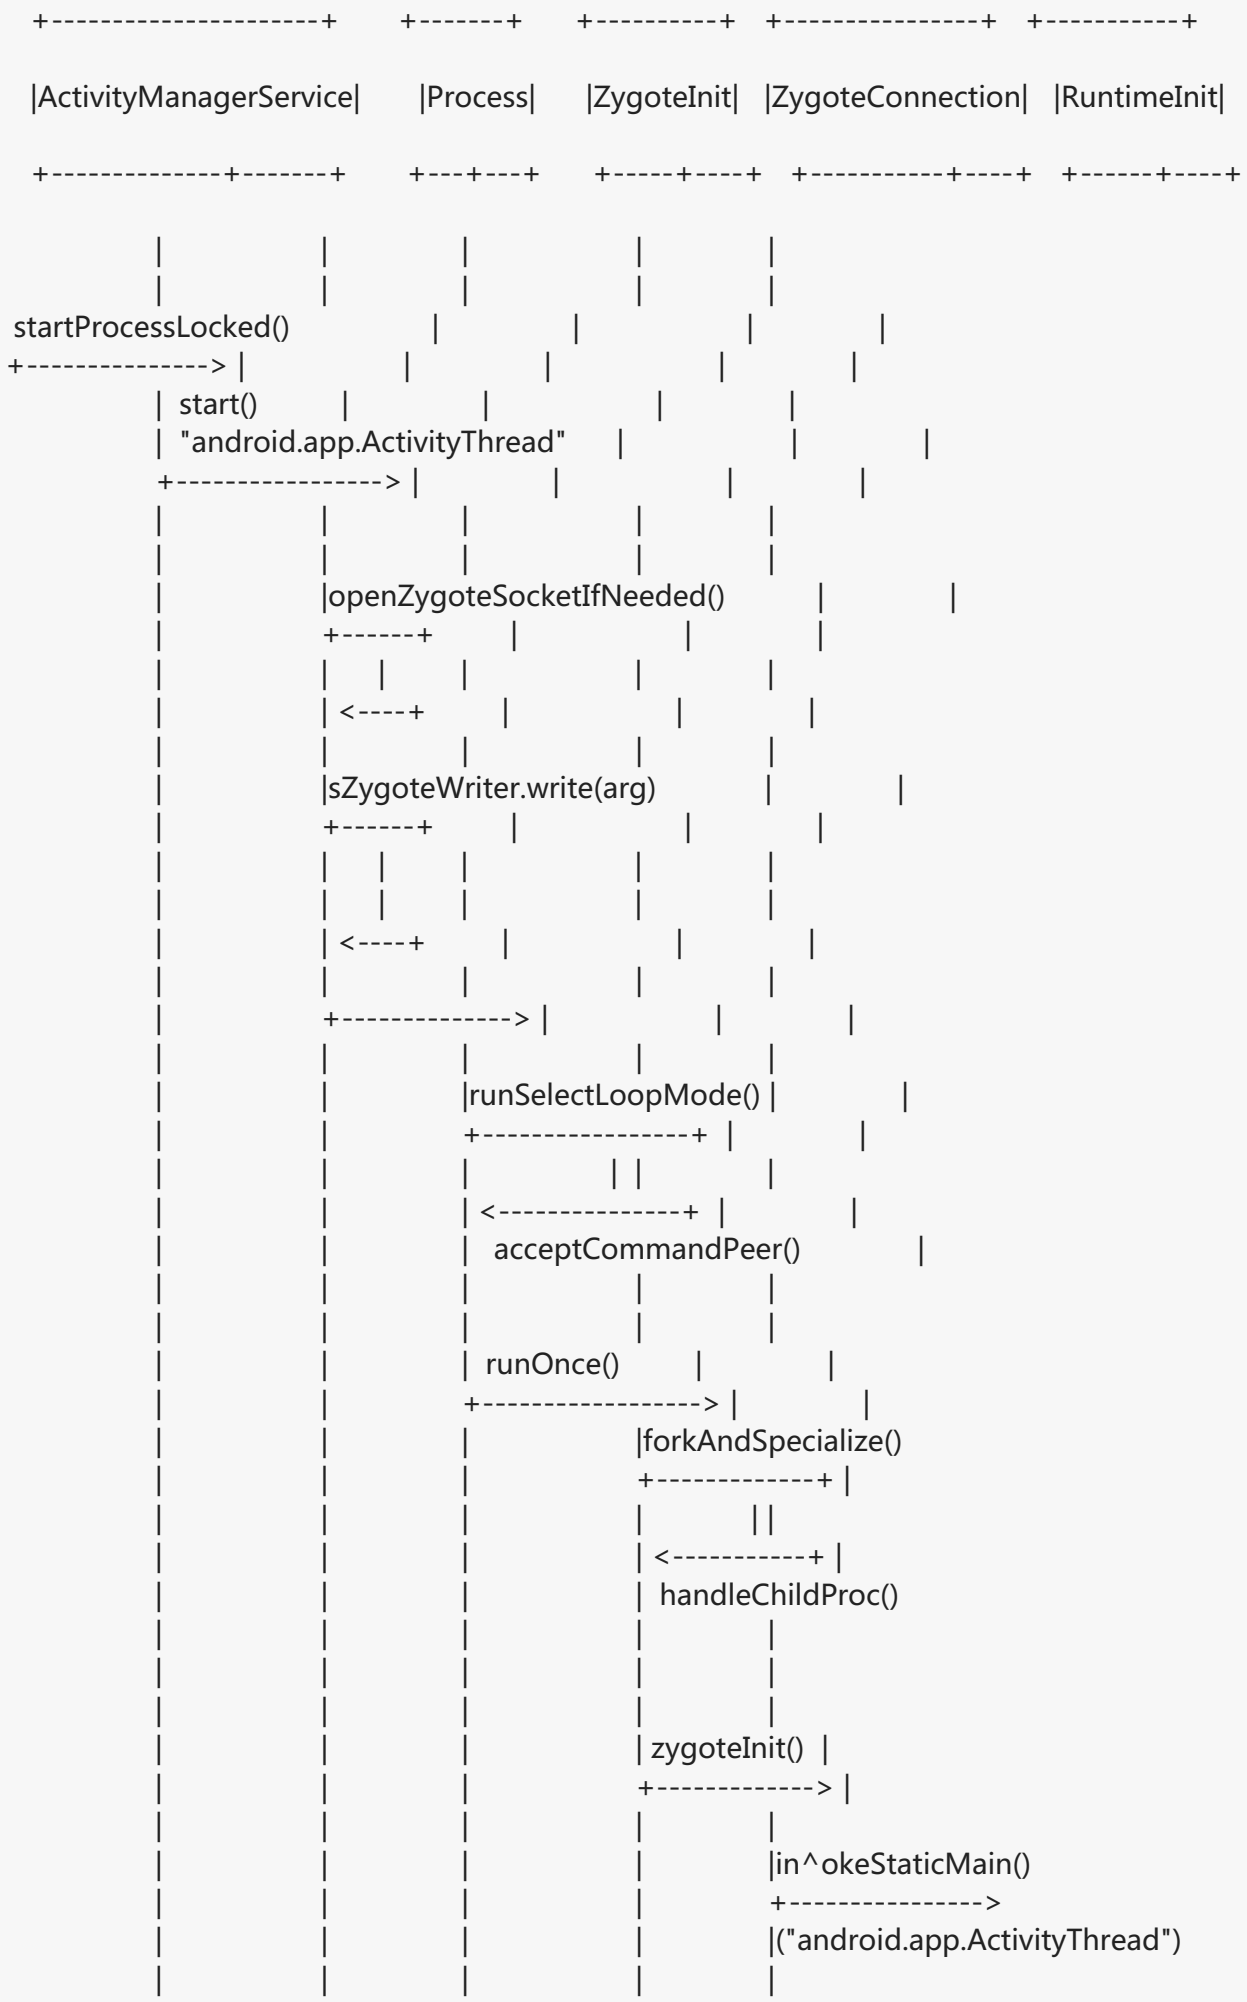 |ActivityManagerService| |Process| |ZygoteInit| |ZygoteConnection| |RuntimeInit|
startProcessLocked()
start()
"android.app.ActivityThread"
openZygoteSocketIfNeeded()
sZygoteWriter.write(arg)
runSelectLoopMode()
acceptCommandPeer()
runOnce()
forkAndSpecialize()
handleChildProc()
zygoteInit()
in^okeStaticMain()
("android.app.ActivityThread")